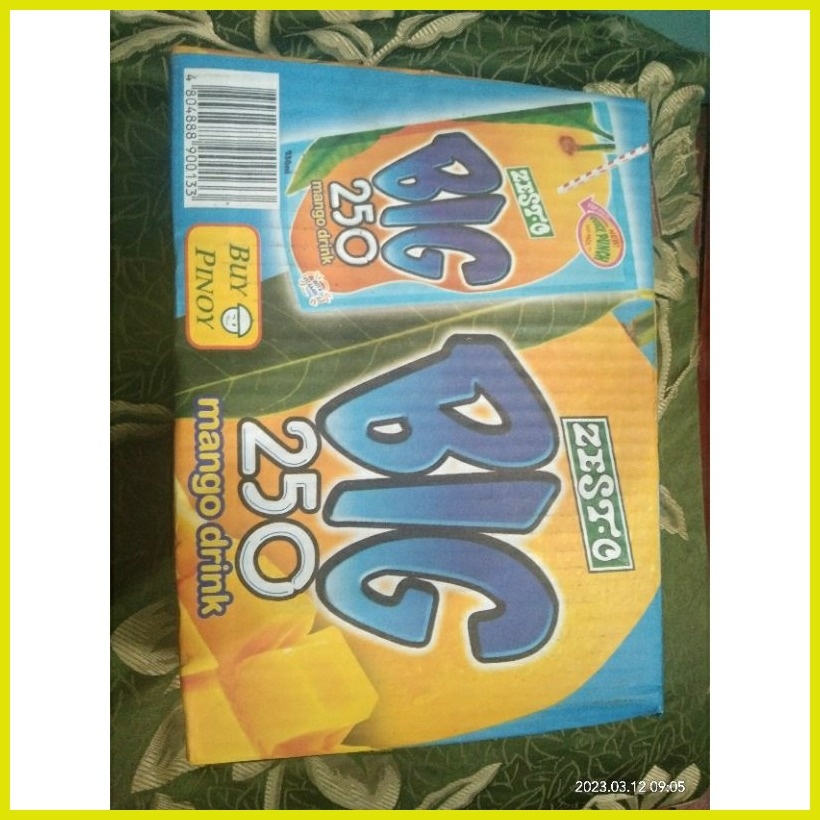 4 804888 900133
ZEST·O
BIG
250
mango drink
BUY
PINOY
ZEST·O
BIG
250
mango drink
2023.03.12 09:05